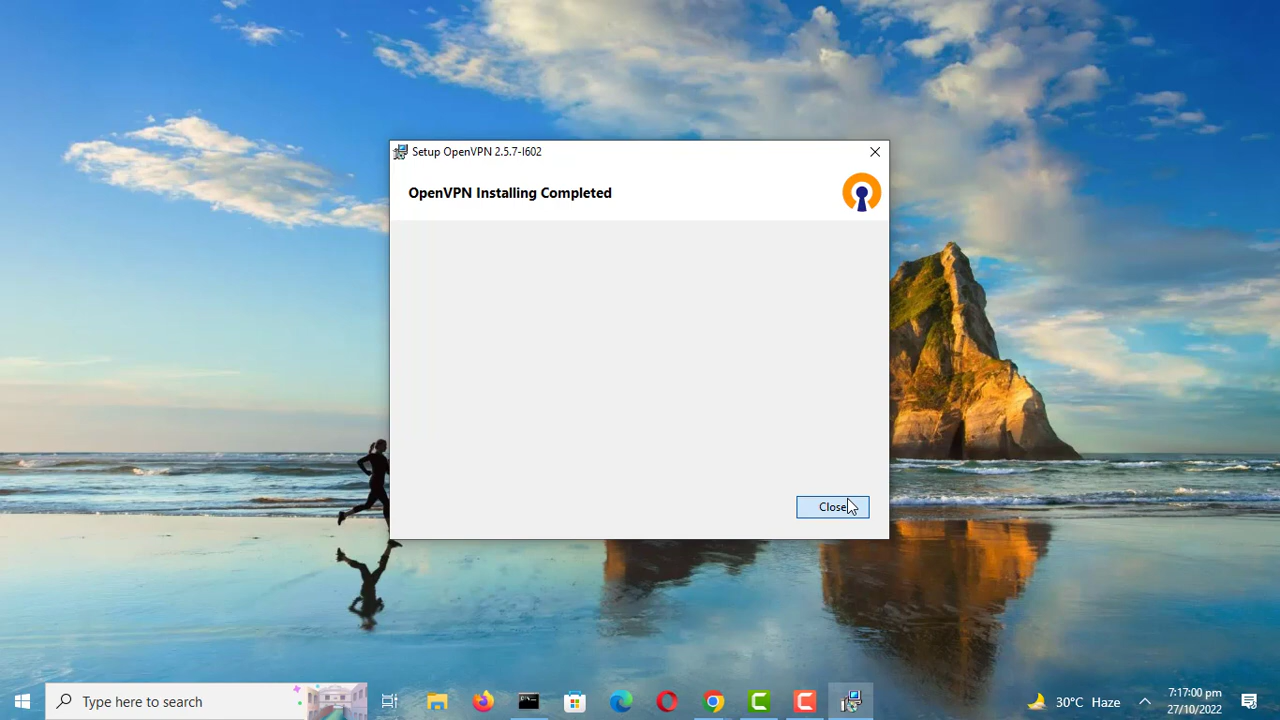 Setup OpenVPN 2.5.7-I602
OpenVPN Installing Completed
Close
Type here to search
30°C Haze
7:17:00 pm
27/10/2022